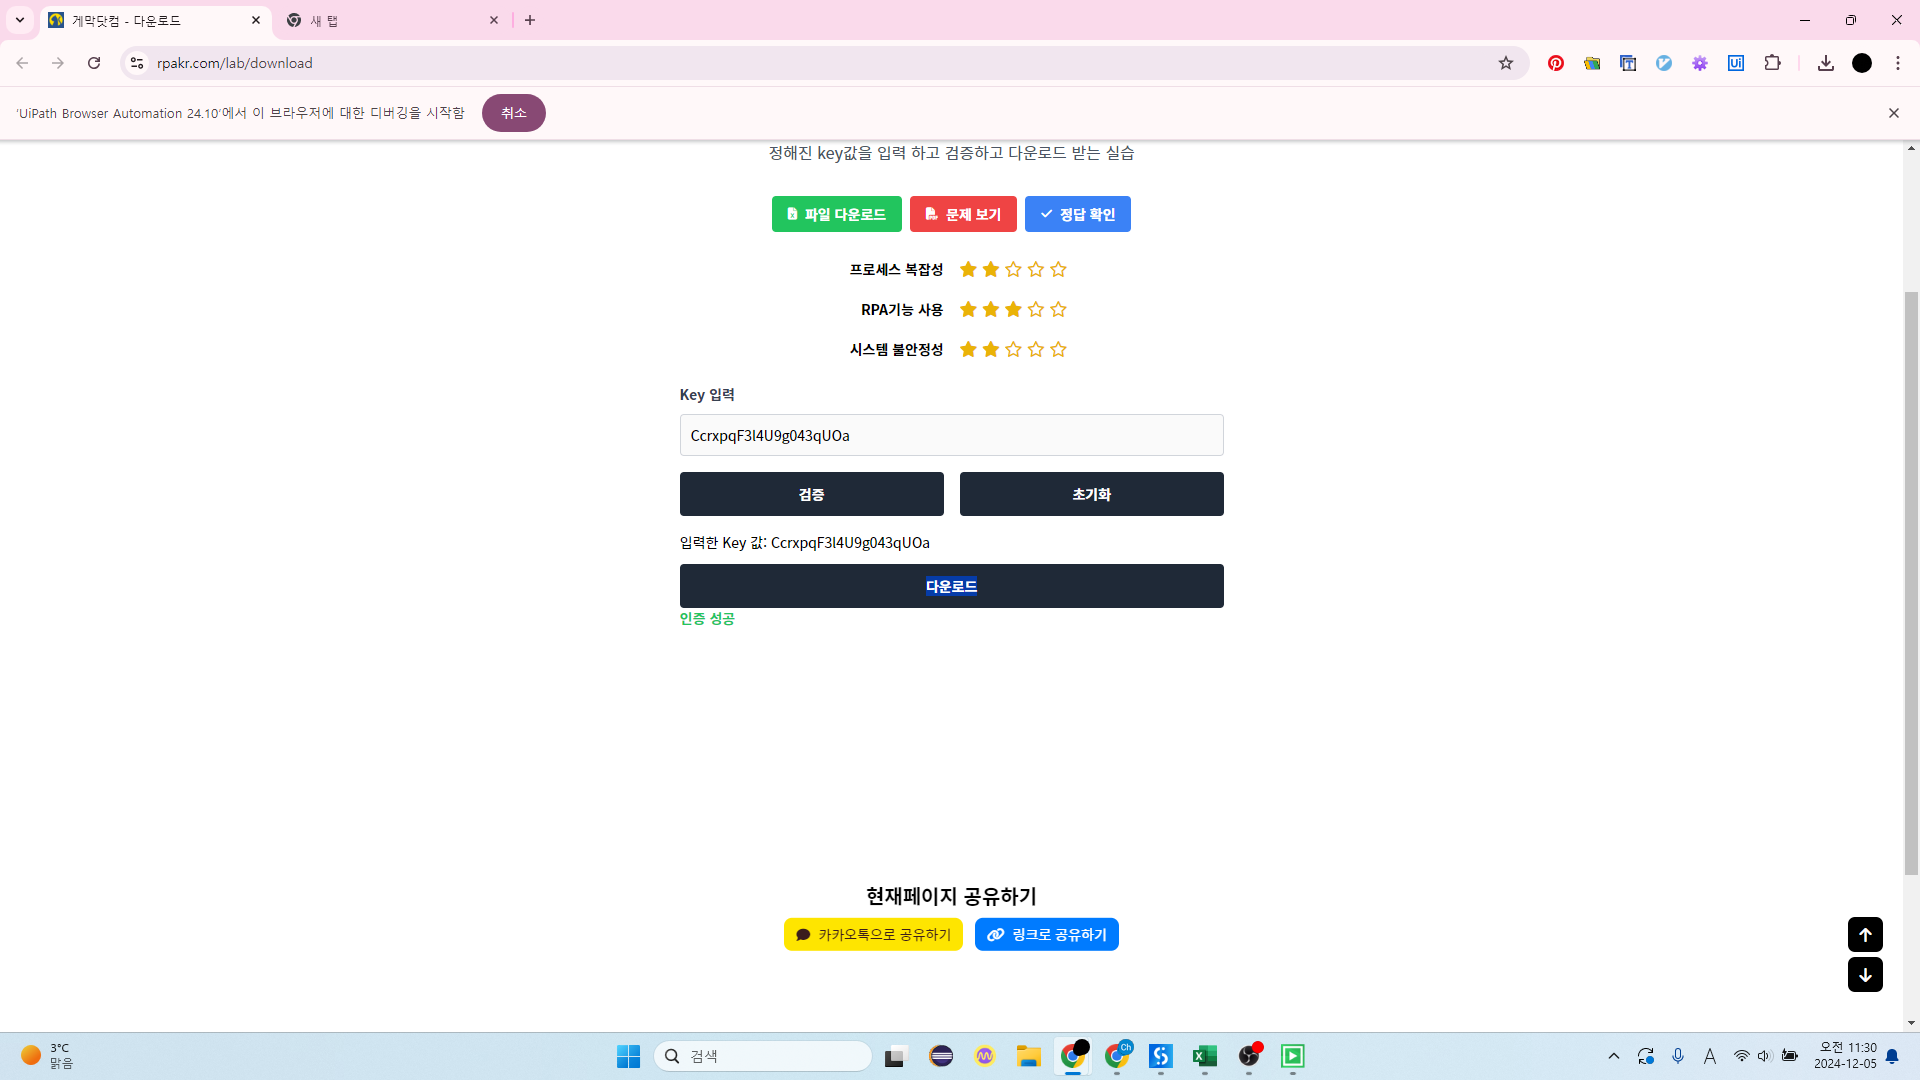 게막닷컴 - 다운로드
새 탭
rpakr.com/lab/download
'UiPath Browser Automation 24.10'에서 이 브라우저에 대한 디버깅을 시작함
취소
정해진 key값을 입력 하고 검증하고 다운로드 받는 실습
파일 다운로드
문제 보기
정답 확인
프로세스 복잡성
RPA기능 사용
시스템 불안정성
Key 입력
CcrxpqF3l4U9g043qUOa
검증
초기화
입력한 Key 값: CcrxpqF3l4U9g043qUOa
다운로드
인증 성공
현재페이지 공유하기
카카오톡으로 공유하기
링크로 공유하기
3°C
맑음
검색
Ch
A
오전 11:30
2024-12-05